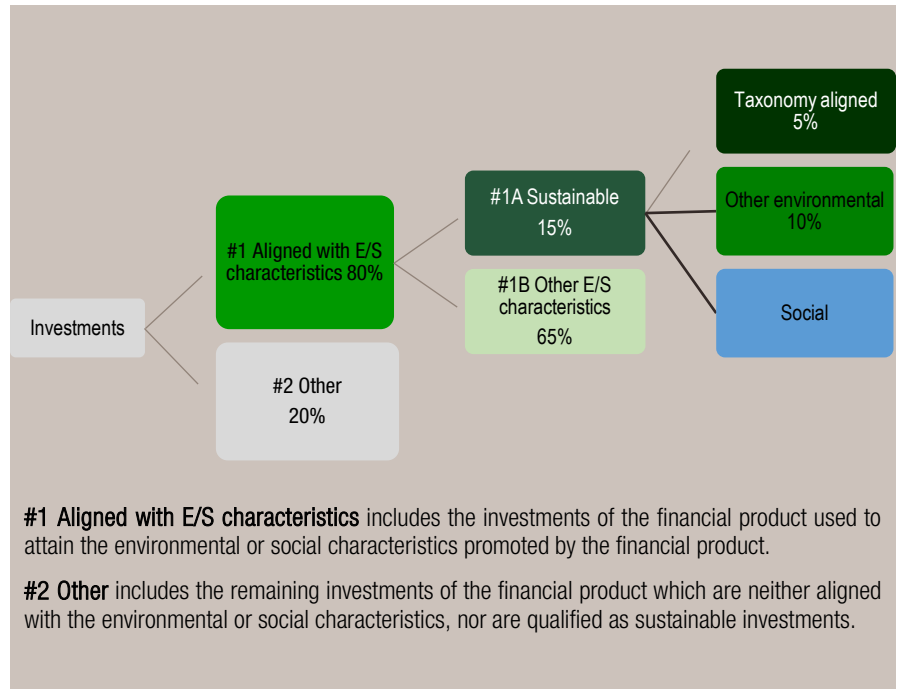 Taxonomy aligned
5%
#1A Sustainable
15%
Other environmental
10%
#1 Aligned with E/S
characteristics 80%
#1B Other E/S
characteristics
65%
Social
Investments
#2 Other
20%
#1 Aligned with E/S characteristics includes the investments of the financial product used to
attain the environmental or social characteristics promoted by the financial product.
#2 Other includes the remaining investments of the financial product which are neither aligned
with the environmental or social characteristics, nor are qualified as sustainable investments.